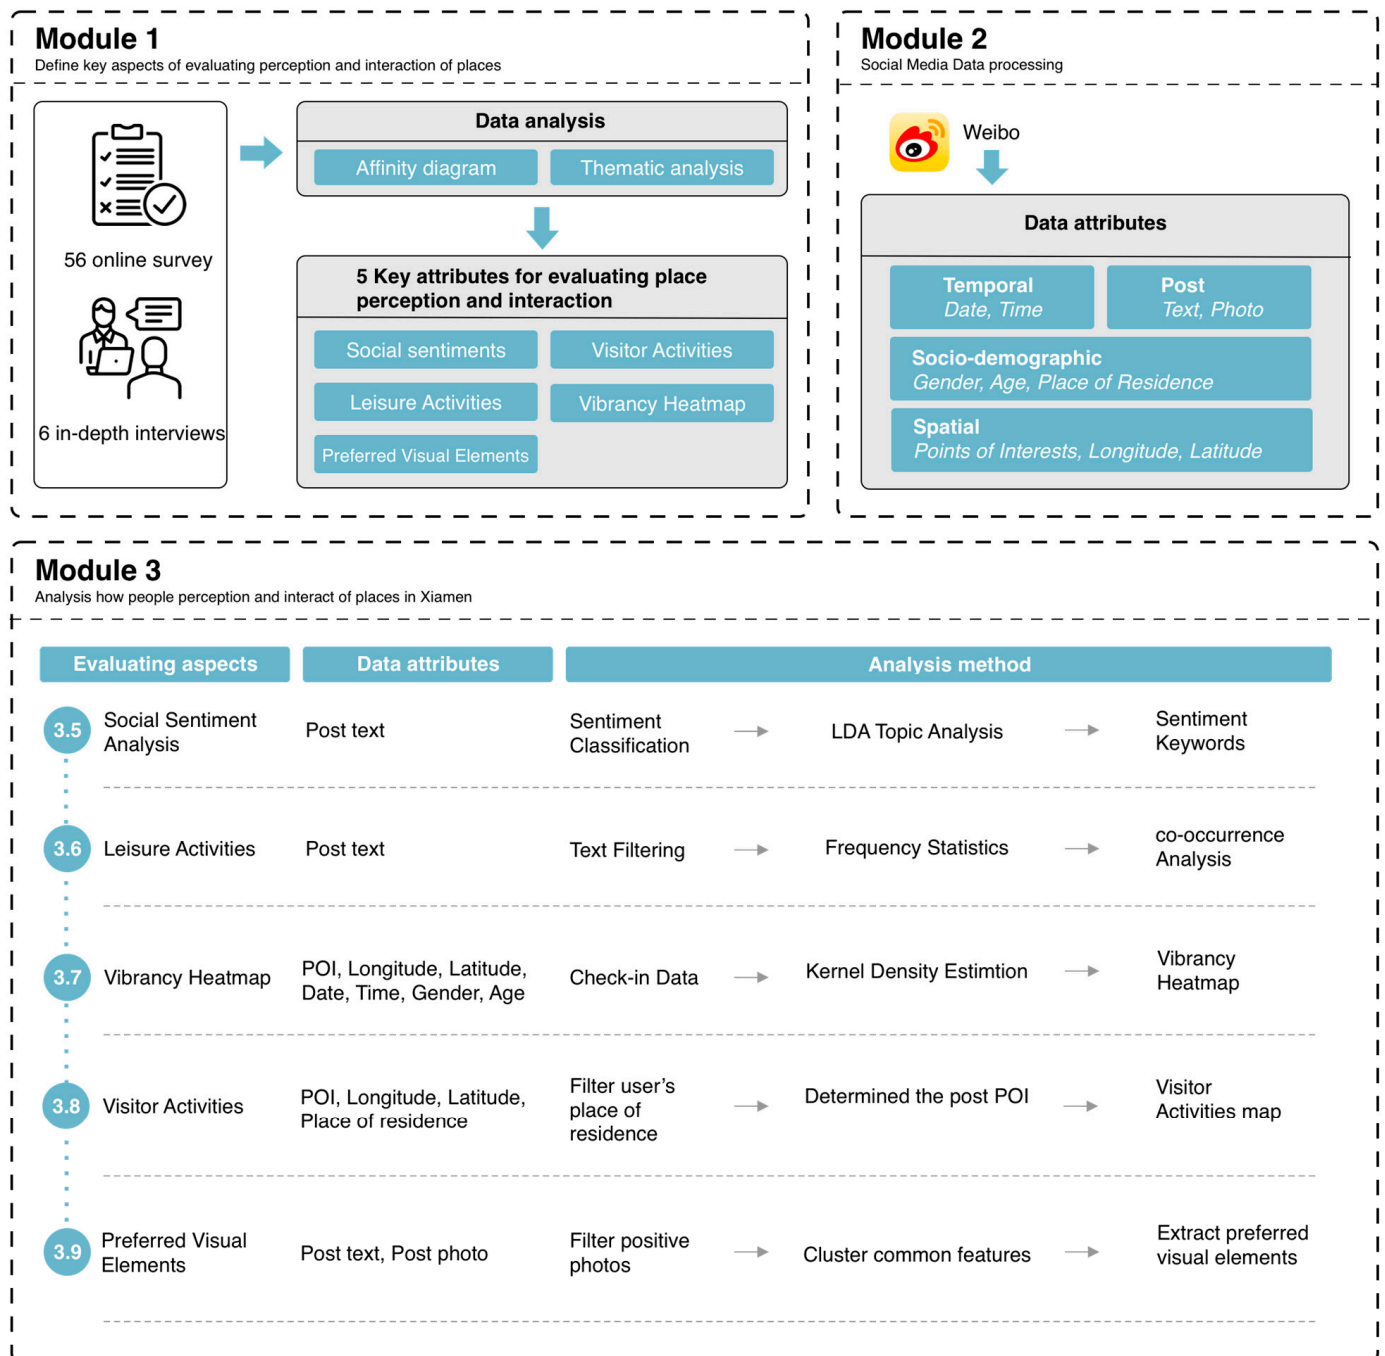 Module 1
Define key aspects of evaluating perception and interaction of places
56 online survey
6 in-depth interviews
Data analysis
Affinity diagram
Thematic analysis
5 Key attributes for evaluating place
perception and interaction
Social sentiments
Visitor Activities
Leisure Activities
Vibrancy Heatmap
Preferred Visual Elements
Module 2
Social Media Data processing
Weibo
Data attributes
Temporal
Date, Time
Post
Text, Photo
Socio-demographic
Gender, Age, Place of Residence
Spatial
Points of Interests, Longitude, Latitude
Module 3
Analysis how people perception and interact of places in Xiamen
Evaluating aspects
Data attributes
Analysis method
3.5
Social Sentiment
Analysis
Post text
Sentiment
Classification
LDA Topic Analysis
Sentiment
Keywords
3.6
Leisure Activities
Post text
Text Filtering
Frequency Statistics
co-occurrence
Analysis
3.7
Vibrancy Heatmap
POI, Longitude, Latitude,
Date, Time, Gender, Age
Check-in Data
Kernel Density Estimtion
Vibrancy
Heatmap
3.8
Visitor Activities
POI, Longitude, Latitude,
Place of residence
Filter user's
place of
residence
Determined the post POI
Visitor
Activities map
3.9
Preferred Visual
Elements
Post text, Post photo
Filter positive
photos
Cluster common features
Extract preferred
visual elements